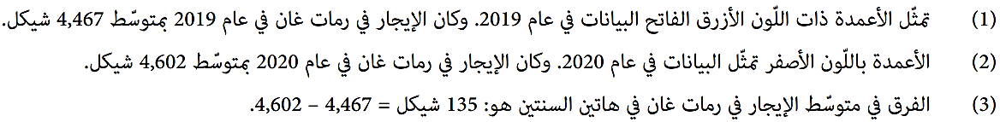 (1) تمثّل الأعمدة ذات اللّون الأزرق الفاتح البيانات في عام 2019. وكان الإيجار في رمات غان في عام 2019 بمتوسّط 4,467 شيكل.
(2) الأعمدة باللّون الأصفر تمثّل البيانات في عام 2020. وكان الإيجار في رمات غان في عام 2020 بمتوسّط 4,602 شيكل.
(3) الفرق في متوسّط الإيجار في رمات غان في هاتين السنتين هو: 135 شيكل = 4,467 – 4,602.